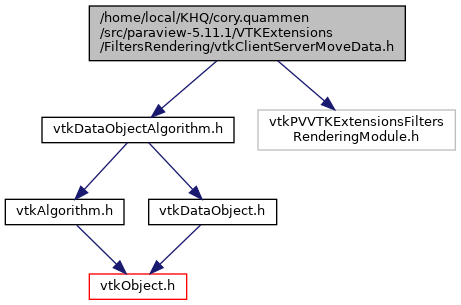 /home/local/KHQ/cory.quammen
/src/paraview-5.11.1/VTKExtensions
/FiltersRendering/vtkClientServerMoveData.h
vtkDataObjectAlgorithm.h
vtkPVVTKExtensionsFilters
RenderingModule.h
vtkAlgorithm.h
vtkDataObject.h
vtkObject.h